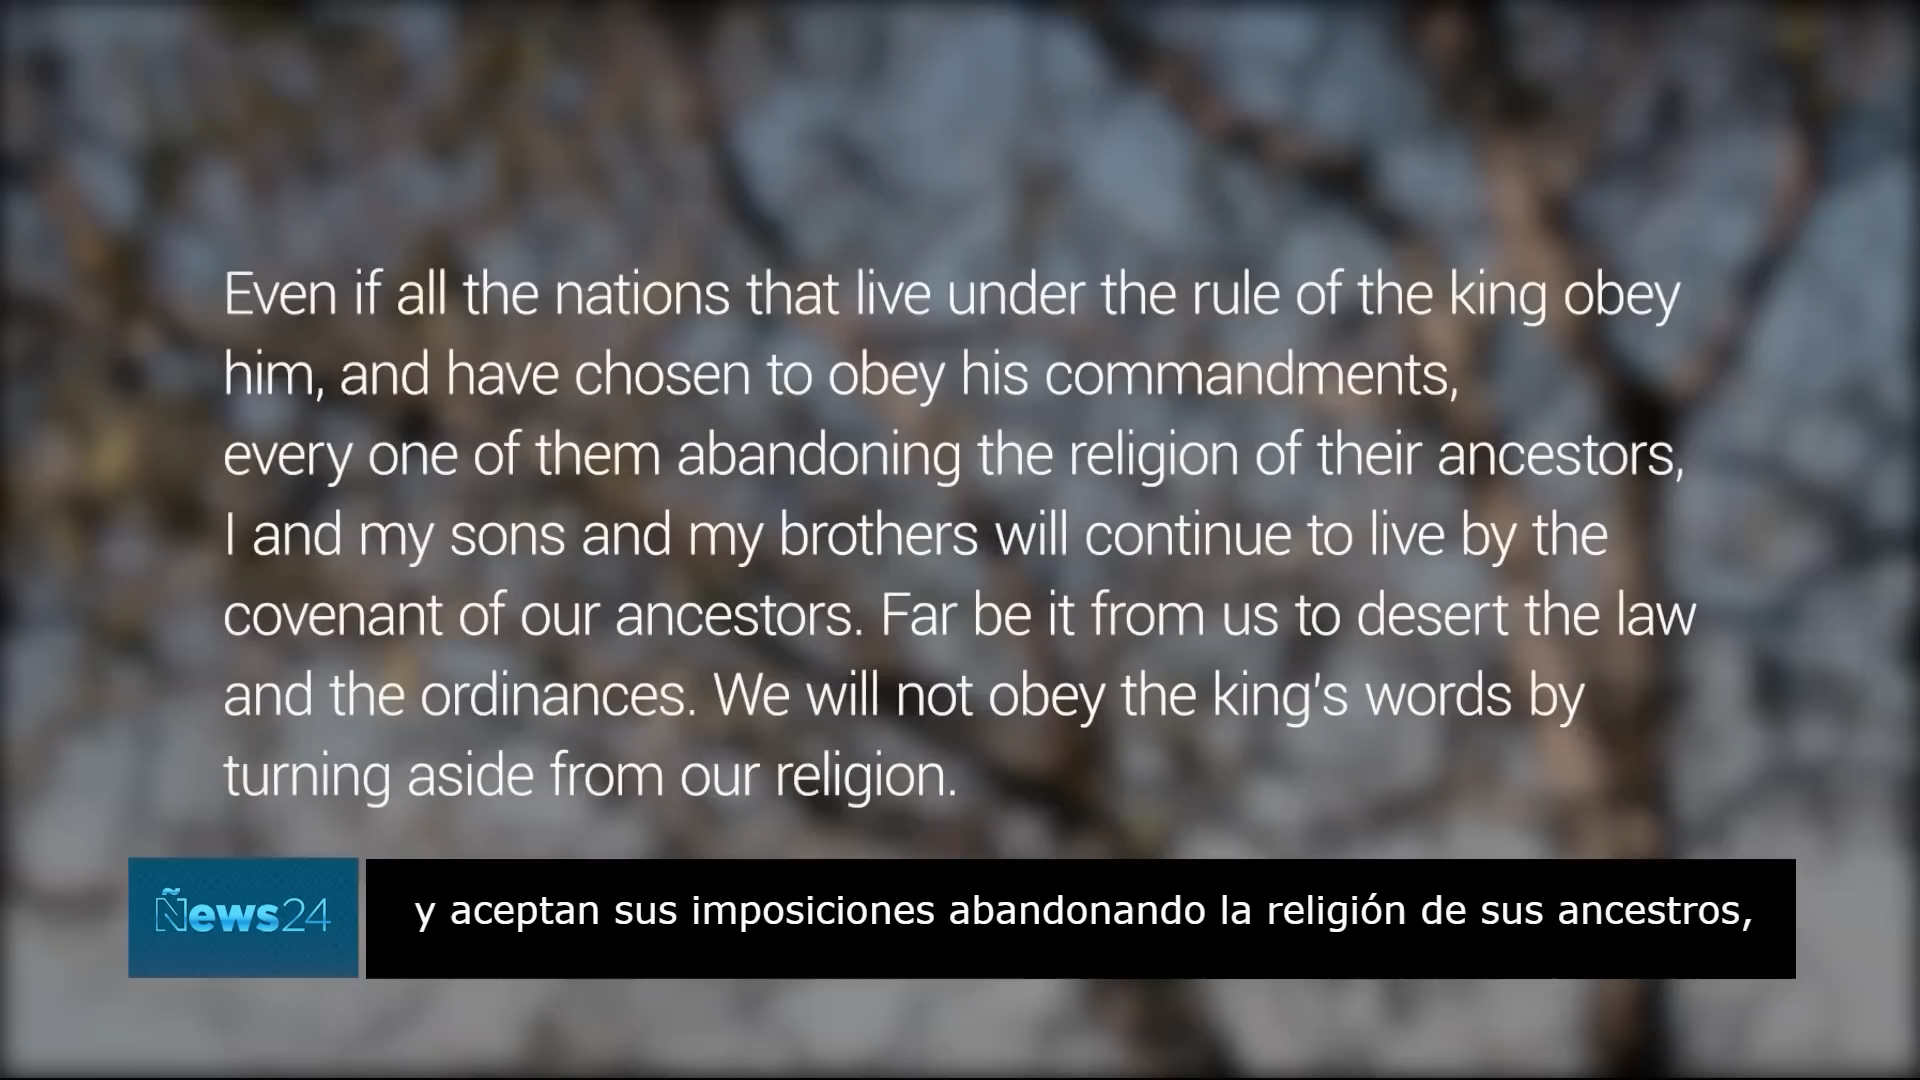 Even if all the nations that live under the rule of the king obey
him, and have chosen to obey his commandments,
every one of them abandoning the religion of their ancestors,
I and my sons and my brothers will continue to live by the
covenant of our ancestors. Far be it from us to desert the law
and the ordinances. We will not obey the king's words by
turning aside from our religion.
Ñews24
y aceptan sus imposiciones abandonando la religión de sus ancestros,